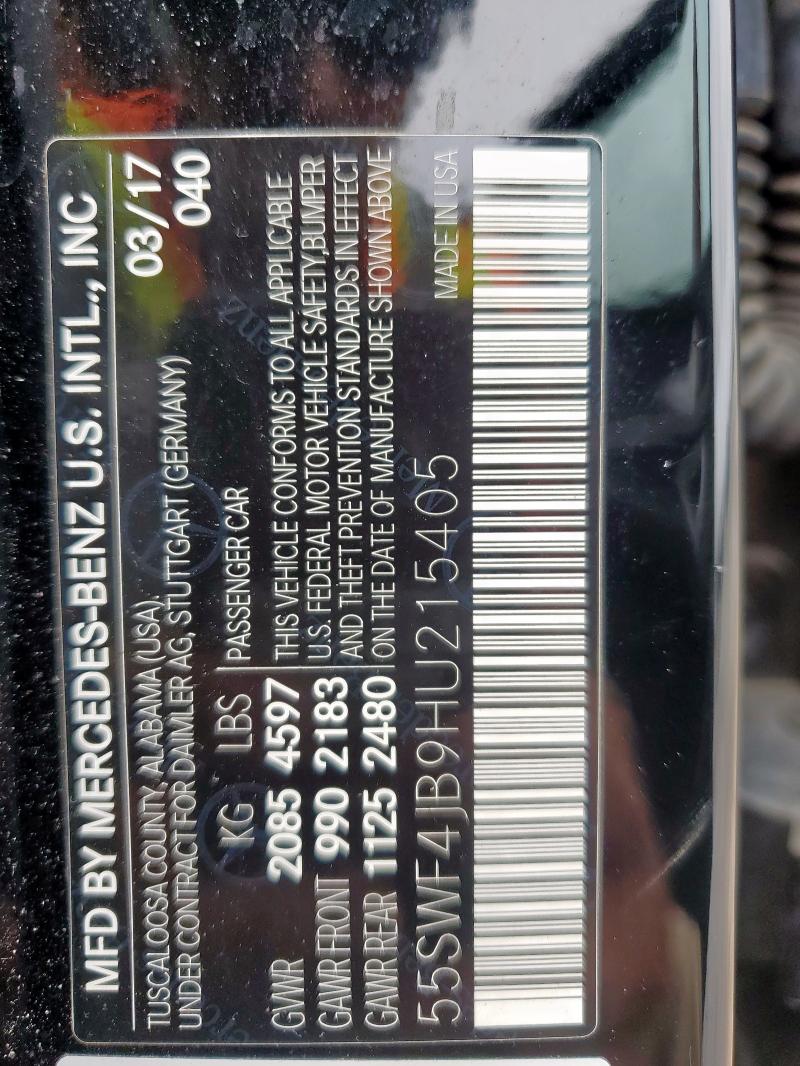 MFD BY MERCEDES-BENZ U.S. INTL., INC
TUSCALOOSA COUNTY, ALABAMA (USA), 03/17
UNDER CONTRACT FOR DAIMLER AG, STUTTGART (GERMANY) 040
KG LBS PASSENGER CAR
GVWR 2085 4597 THIS VEHICLE CONFORMS TO ALL APPLICABLE
GAWR FRONT 990 2183 U.S. FEDERAL MOTOR VEHICLE SAFETY,BUMPER
AND THEFT PREVENTION STANDARDS IN EFFECT
GAWR REAR 1125 2480 ON THE DATE OF MANUFACTURE SHOWN ABOVE
55SWF4JB9HU215405 MADE IN USA